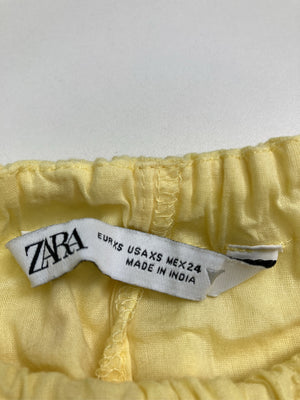 ZARA
EUR XS USA XS MEX 24
MADE IN INDIA